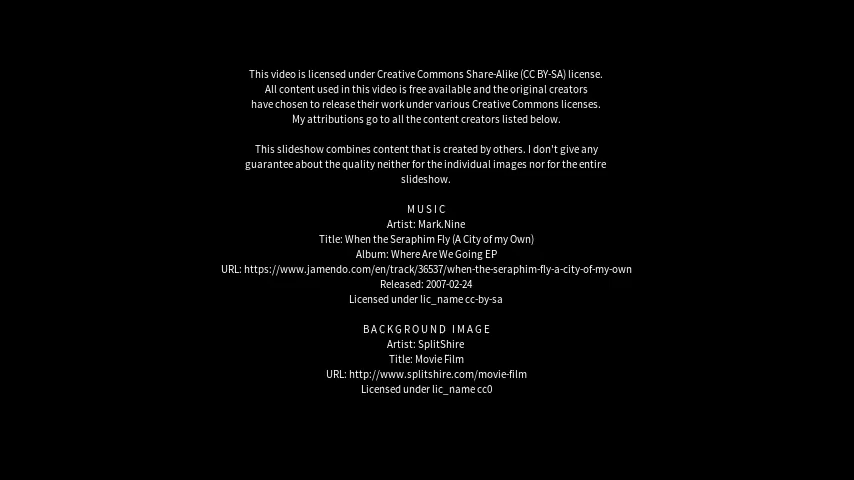 This video is licensed under Creative Commons Share-Alike (CC BY-SA) license.
All content used in this video is free available and the original creators
have chosen to release their work under various Creative Commons licenses.
My attributions go to all the content creators listed below.
This slideshow combines content that is created by others. I don't give any
guarantee about the quality neither for the individual images nor for the entire
slideshow.
MUSIC
Artist: Mark.Nine
Title: When the Seraphim Fly (A City of my Own)
Album: Where Are We Going EP
URL: https://www.jamendo.com/en/track/36537/when-the-seraphim-fly-a-city-of-my-own
Released: 2007-02-24
Licensed under lic_name cc-by-sa
BACKGROUND IMAGE
Artist: SplitShire
Title: Movie Film
URL: http://www.splitshire.com/movie-film
Licensed under lic_name cc0